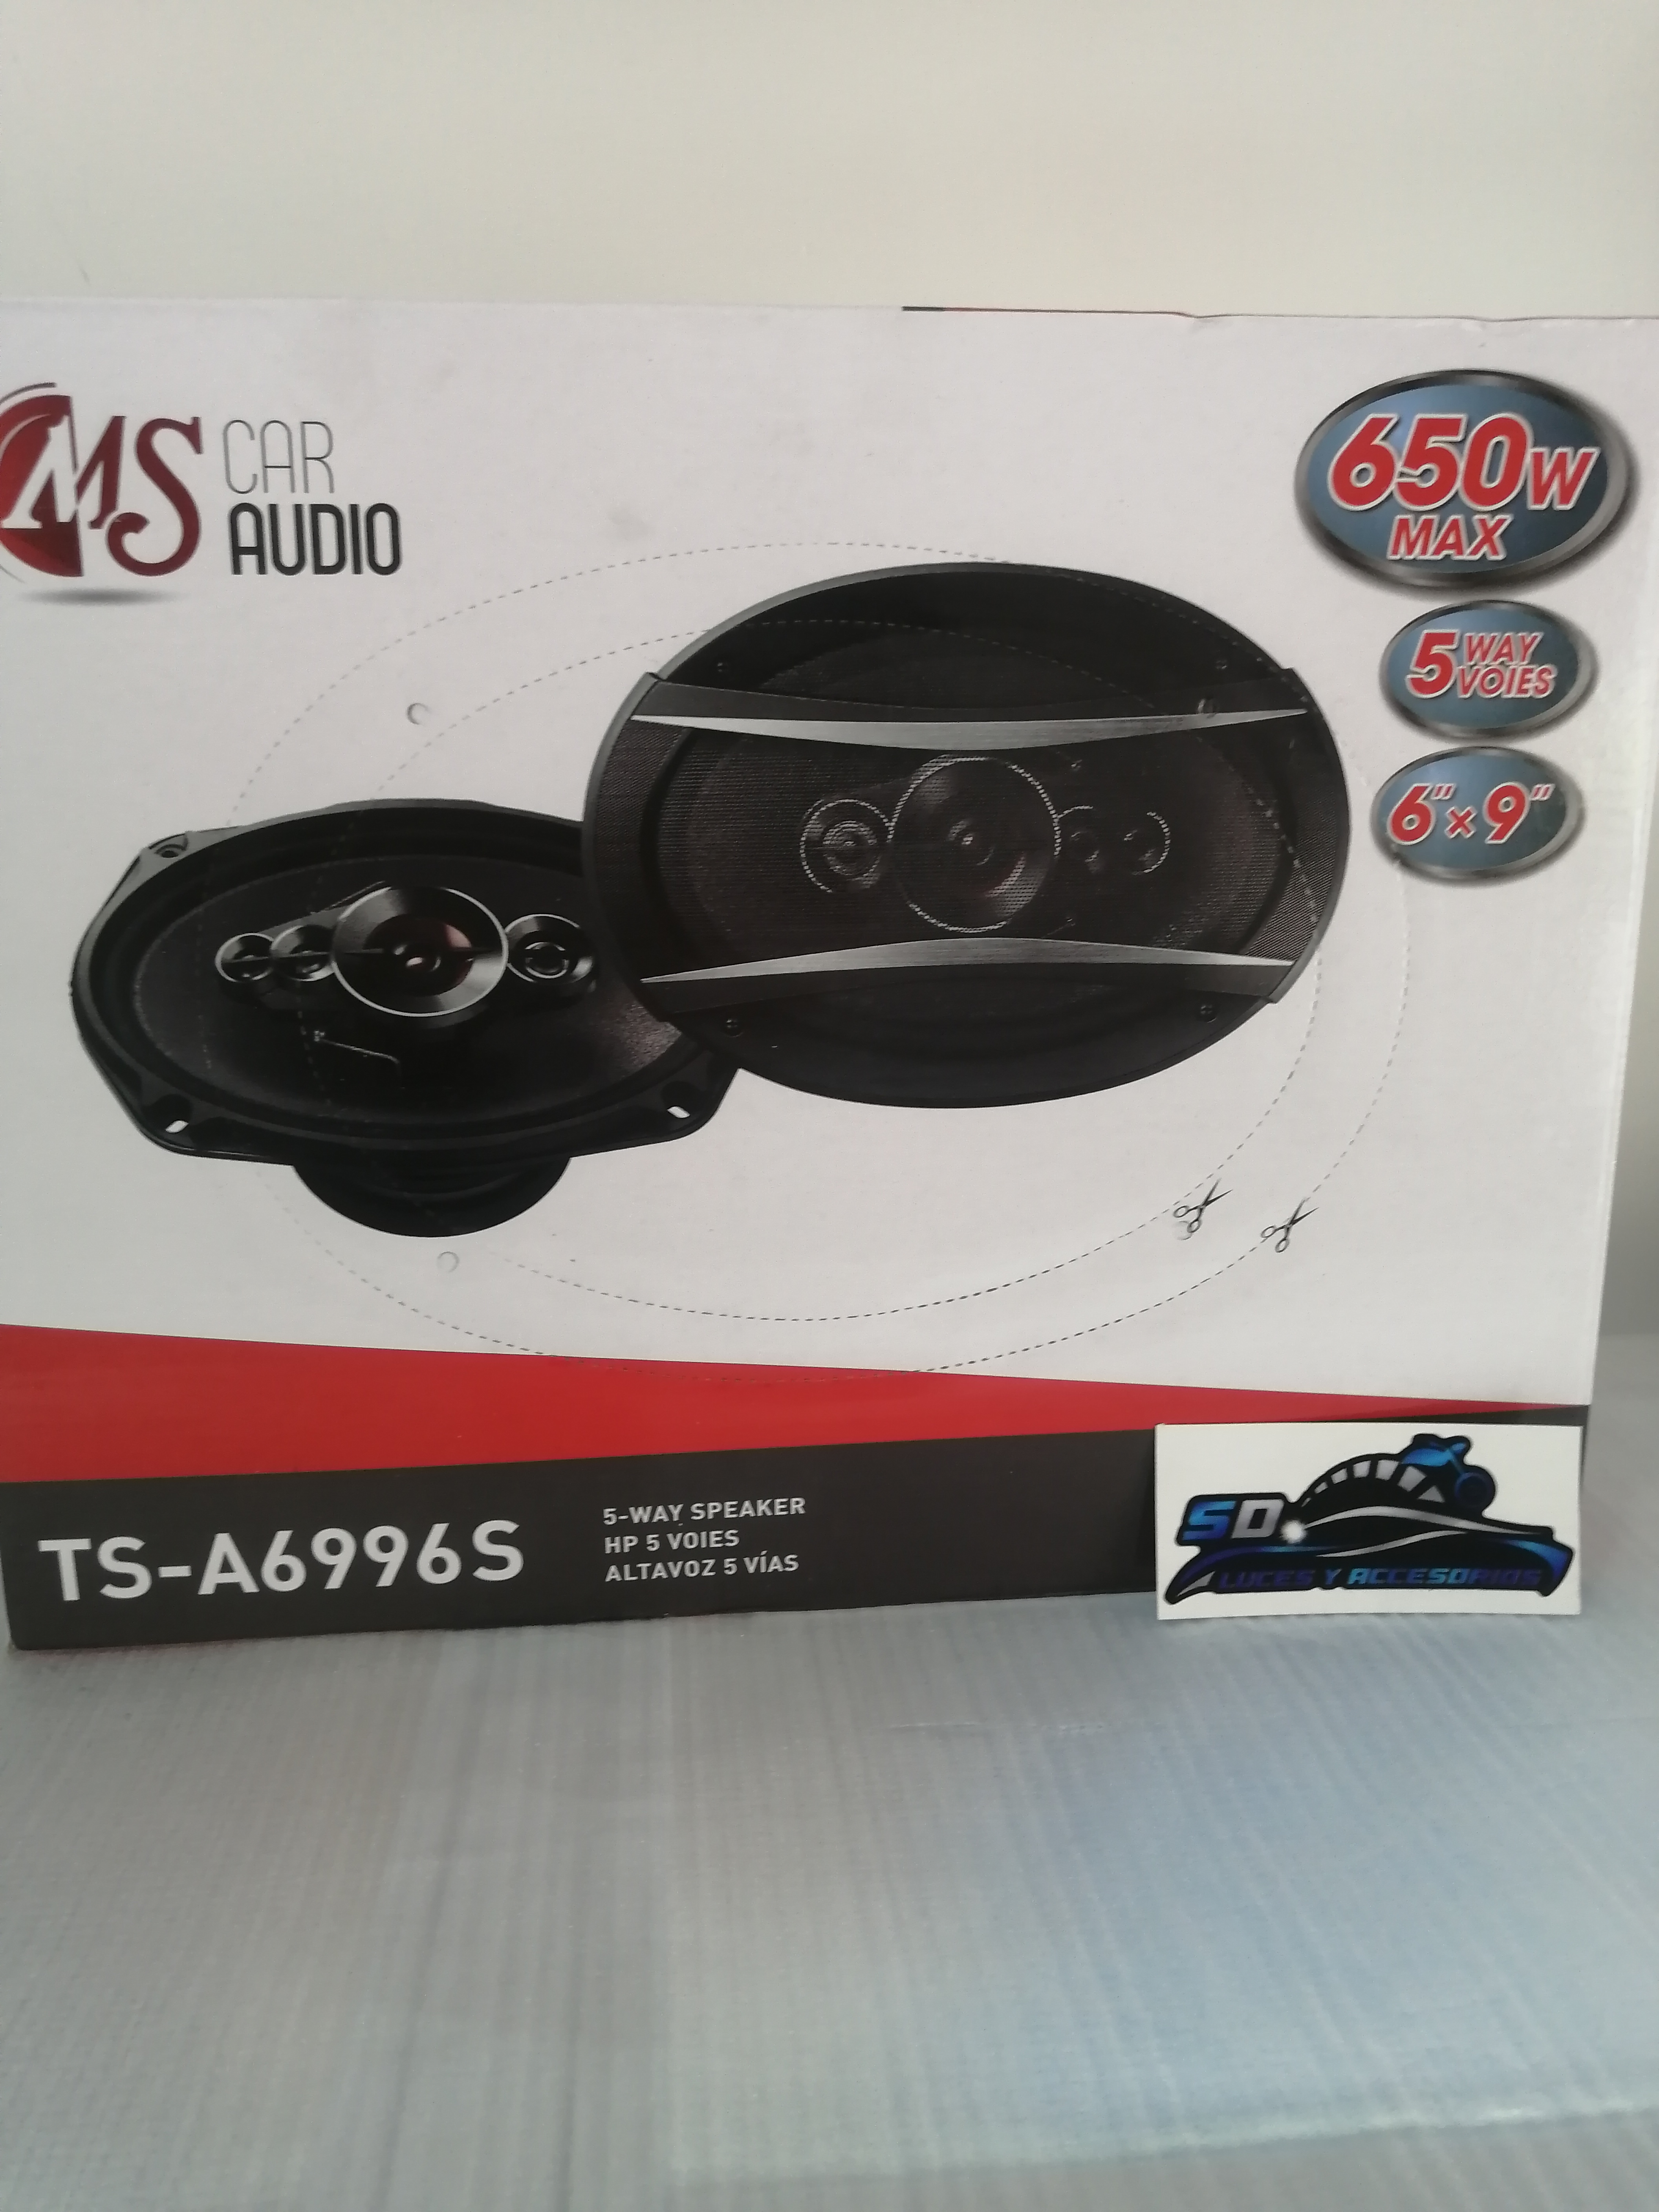 MS CAR
AUDIO
650W
MAX
5 WAY
VOIES
6"x9"
TS-A6996S
5-WAY SPEAKER
HP 5 VOIES
ALTAVOZ 5 VÍAS
SD
LUCES Y ACCESORIOS